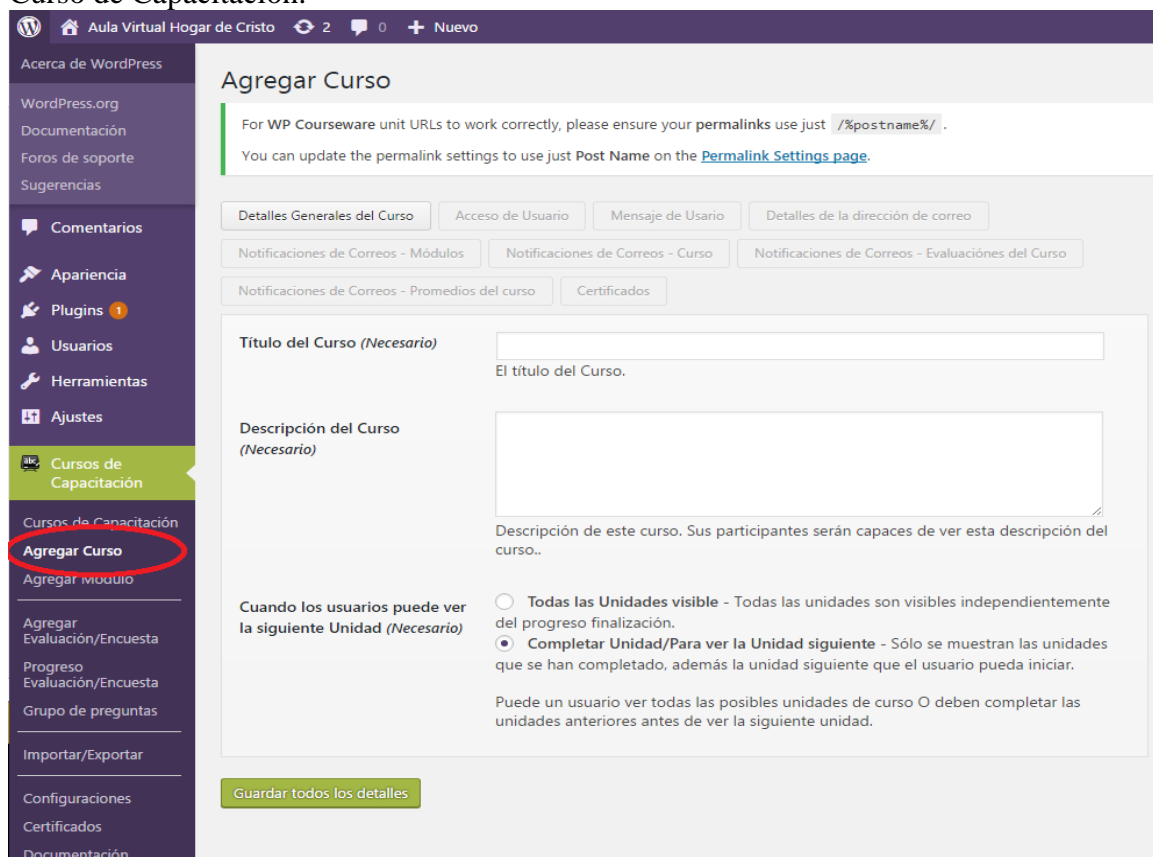 Curso de Capacitación.
Aula Virtual Hogar de Cristo 2 0 + Nuevo
Acerca de WordPress
WordPress.org
Documentación
Foros de soporte
Sugerencias
Comentarios
Apariencia
Plugins 1
Usuarios
Herramientas
Ajustes
Cursos de
Capacitación
Cursos de Capacitación
Agregar Curso
Agregar Módulo
Agregar
Evaluación/Encuesta
Progreso
Evaluación/Encuesta
Grupo de preguntas
Importar/Exportar
Configuraciones
Certificados
Documentación
Agregar Curso
For WP Courseware unit URLs to work correctly, please ensure your permalinks use just /%postname%/ .
You can update the permalink settings to use just Post Name on the Permalink Settings page.
Detalles Generales del Curso Acceso de Usuario Mensaje de Usario Detalles de la dirección de correo
Notificaciones de Correos - Módulos Notificaciones de Correos - Curso Notificaciones de Correos - Evaluaciónes del Curso
Notificaciones de Correos - Promedios del curso Certificados
Título del Curso (Necesario)
El título del Curso.
Descripción del Curso
(Necesario)
Descripción de este curso. Sus participantes serán capaces de ver esta descripción del
curso..
Cuando los usuarios puede ver
la siguiente Unidad (Necesario)
Todas las Unidades visible - Todas las unidades son visibles independientemente
del progreso finalización.
Completar Unidad/Para ver la Unidad siguiente - Sólo se muestran las unidades
que se han completado, además la unidad siguiente que el usuario pueda iniciar.
Puede un usuario ver todas las posibles unidades de curso O deben completar las
unidades anteriores antes de ver la siguiente unidad.
Guardar todos los detalles